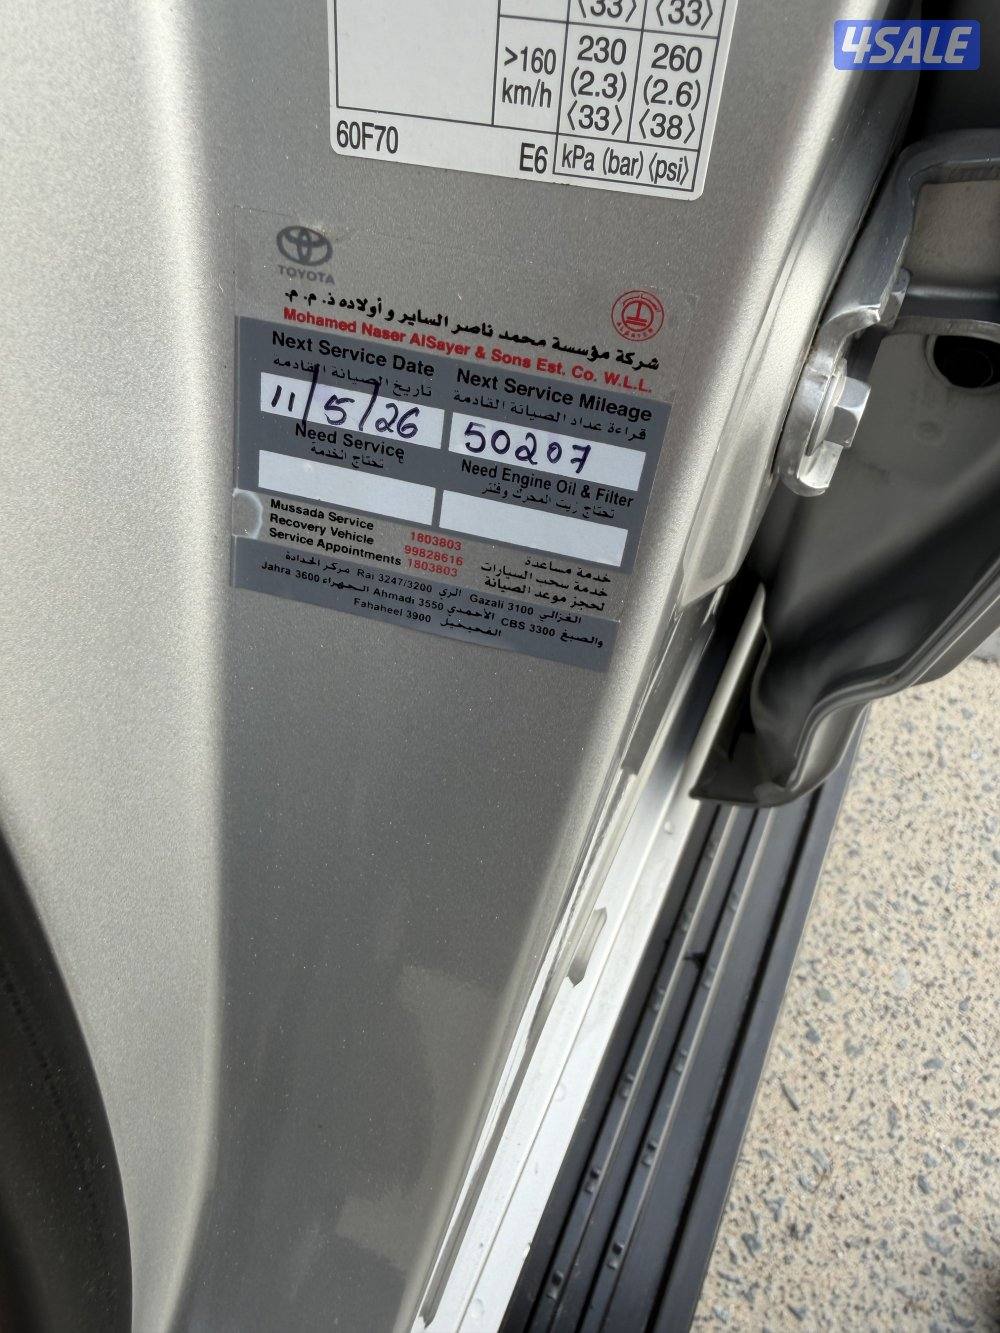 4SALE
⟨33⟩ ⟨33⟩
>160 km/h
230 (2.3) ⟨33⟩
260 (2.6) ⟨38⟩
60F70
E6
kPa (bar) ⟨psi⟩
TOYOTA
شركة مؤسسة محمد ناصر الساير و أولاده ذ. م. م.
ALSAYER
Mohamed Naser AlSayer & Sons Est. Co. W.L.L.
Next Service Date
تاريخ الصيانة القادمه
11/5/26
Next Service Mileage
قراءة عداد الصيانة القادمة
50207
Need Service
تحتاج الخدمة
Need Engine Oil & Filter
تحتاج زيت المحرك وفلتر
Mussada Service 1803803 خدمة مساعدة
Recovery Vehicle 99828616 خدمة سحب السيارات
Service Appointments 1803803 لحجز موعد الصيانة
Rai 3247/3200 الري Gazali 3100 الغزالي
مركز الحدادة والصبغ CBS 3300 الأحمدي Ahmadi 3550 الجهراء Jahra 3600
Fahaheel 3900 الفحيحيل